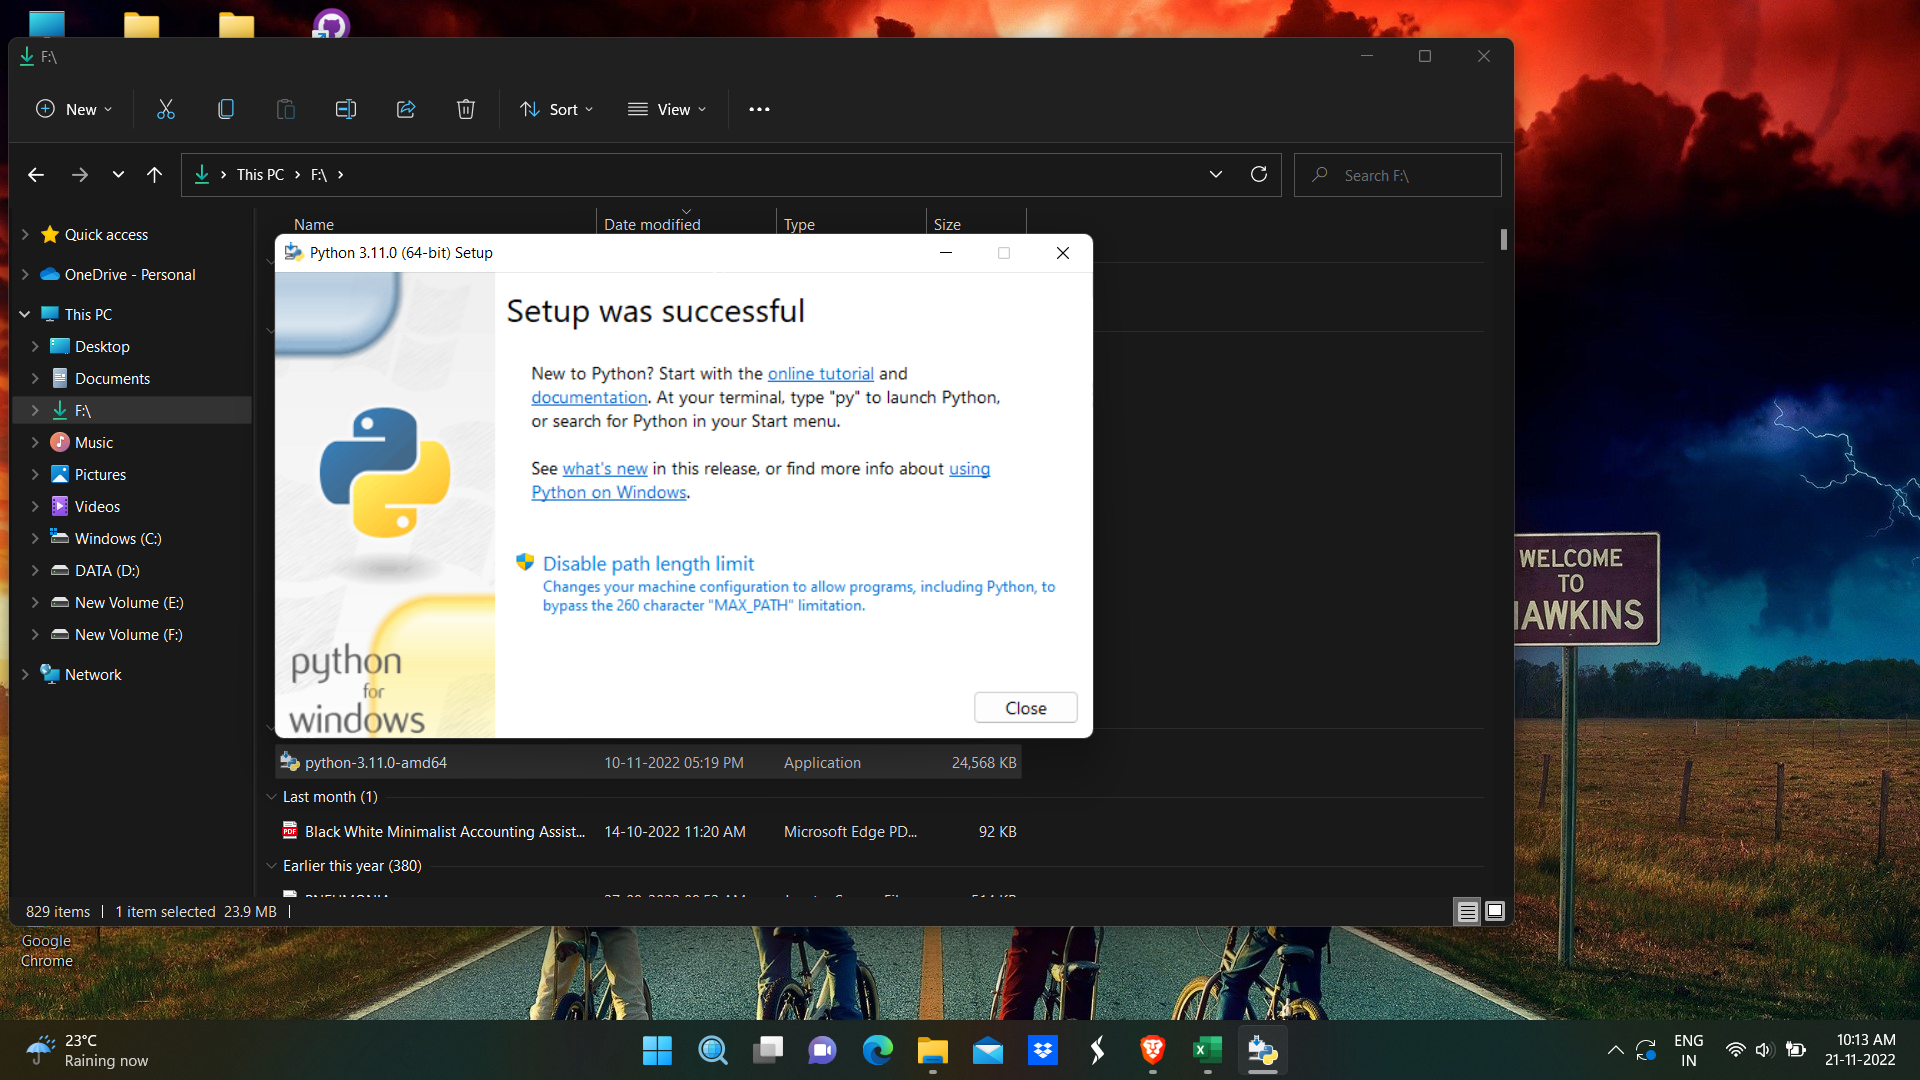 F:\
New
Sort
View
This PC
F:\
Search F:\
Quick access
OneDrive - Personal
This PC
Desktop
Documents
F:\
Music
Pictures
Videos
Windows (C:)
DATA (D:)
New Volume (E:)
New Volume (F:)
Network
Name
Date modified
Type
Size
Python 3.11.0 (64-bit) Setup
Setup was successful
New to Python? Start with the online tutorial and
documentation. At your terminal, type "py" to launch Python,
or search for Python in your Start menu.
See what's new in this release, or find more info about using
Python on Windows.
Disable path length limit
Changes your machine configuration to allow programs, including Python, to
bypass the 260 character "MAX_PATH" limitation.
python
for
windows
Close
python-3.11.0-amd64 10-11-2022 05:19 PM Application 24,568 KB
Last month (1)
PDF
Black White Minimalist Accounting Assist... 14-10-2022 11:20 AM Microsoft Edge PD... 92 KB
Earlier this year (380)
829 items
1 item selected 23.9 MB
WELCOME
TO
HAWKINS
Google
Chrome
23°C
Raining now
ENG
IN
10:13 AM
21-11-2022